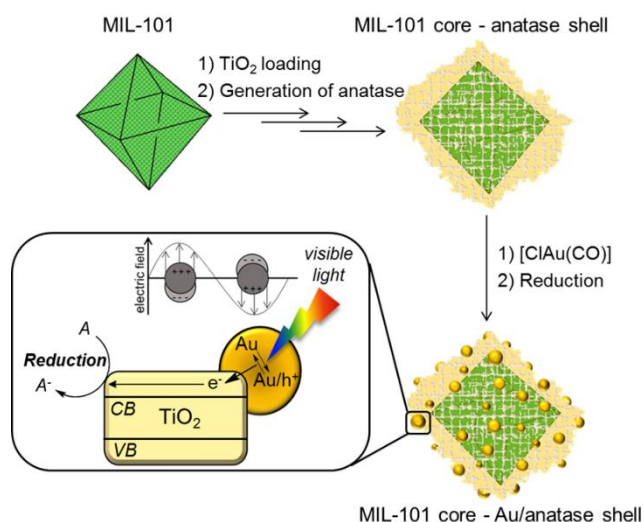 MIL-101
MIL-101 core - anatase shell
1) TiO₂ loading
2) Generation of anatase
1) [ClAu(CO)]
2) Reduction
electric field
+++
- -
- -
+++
visible
light
A
Reduction
A⁻
Au
Au/h⁺
e⁻
CB
TiO₂
VB
MIL-101 core - Au/anatase shell